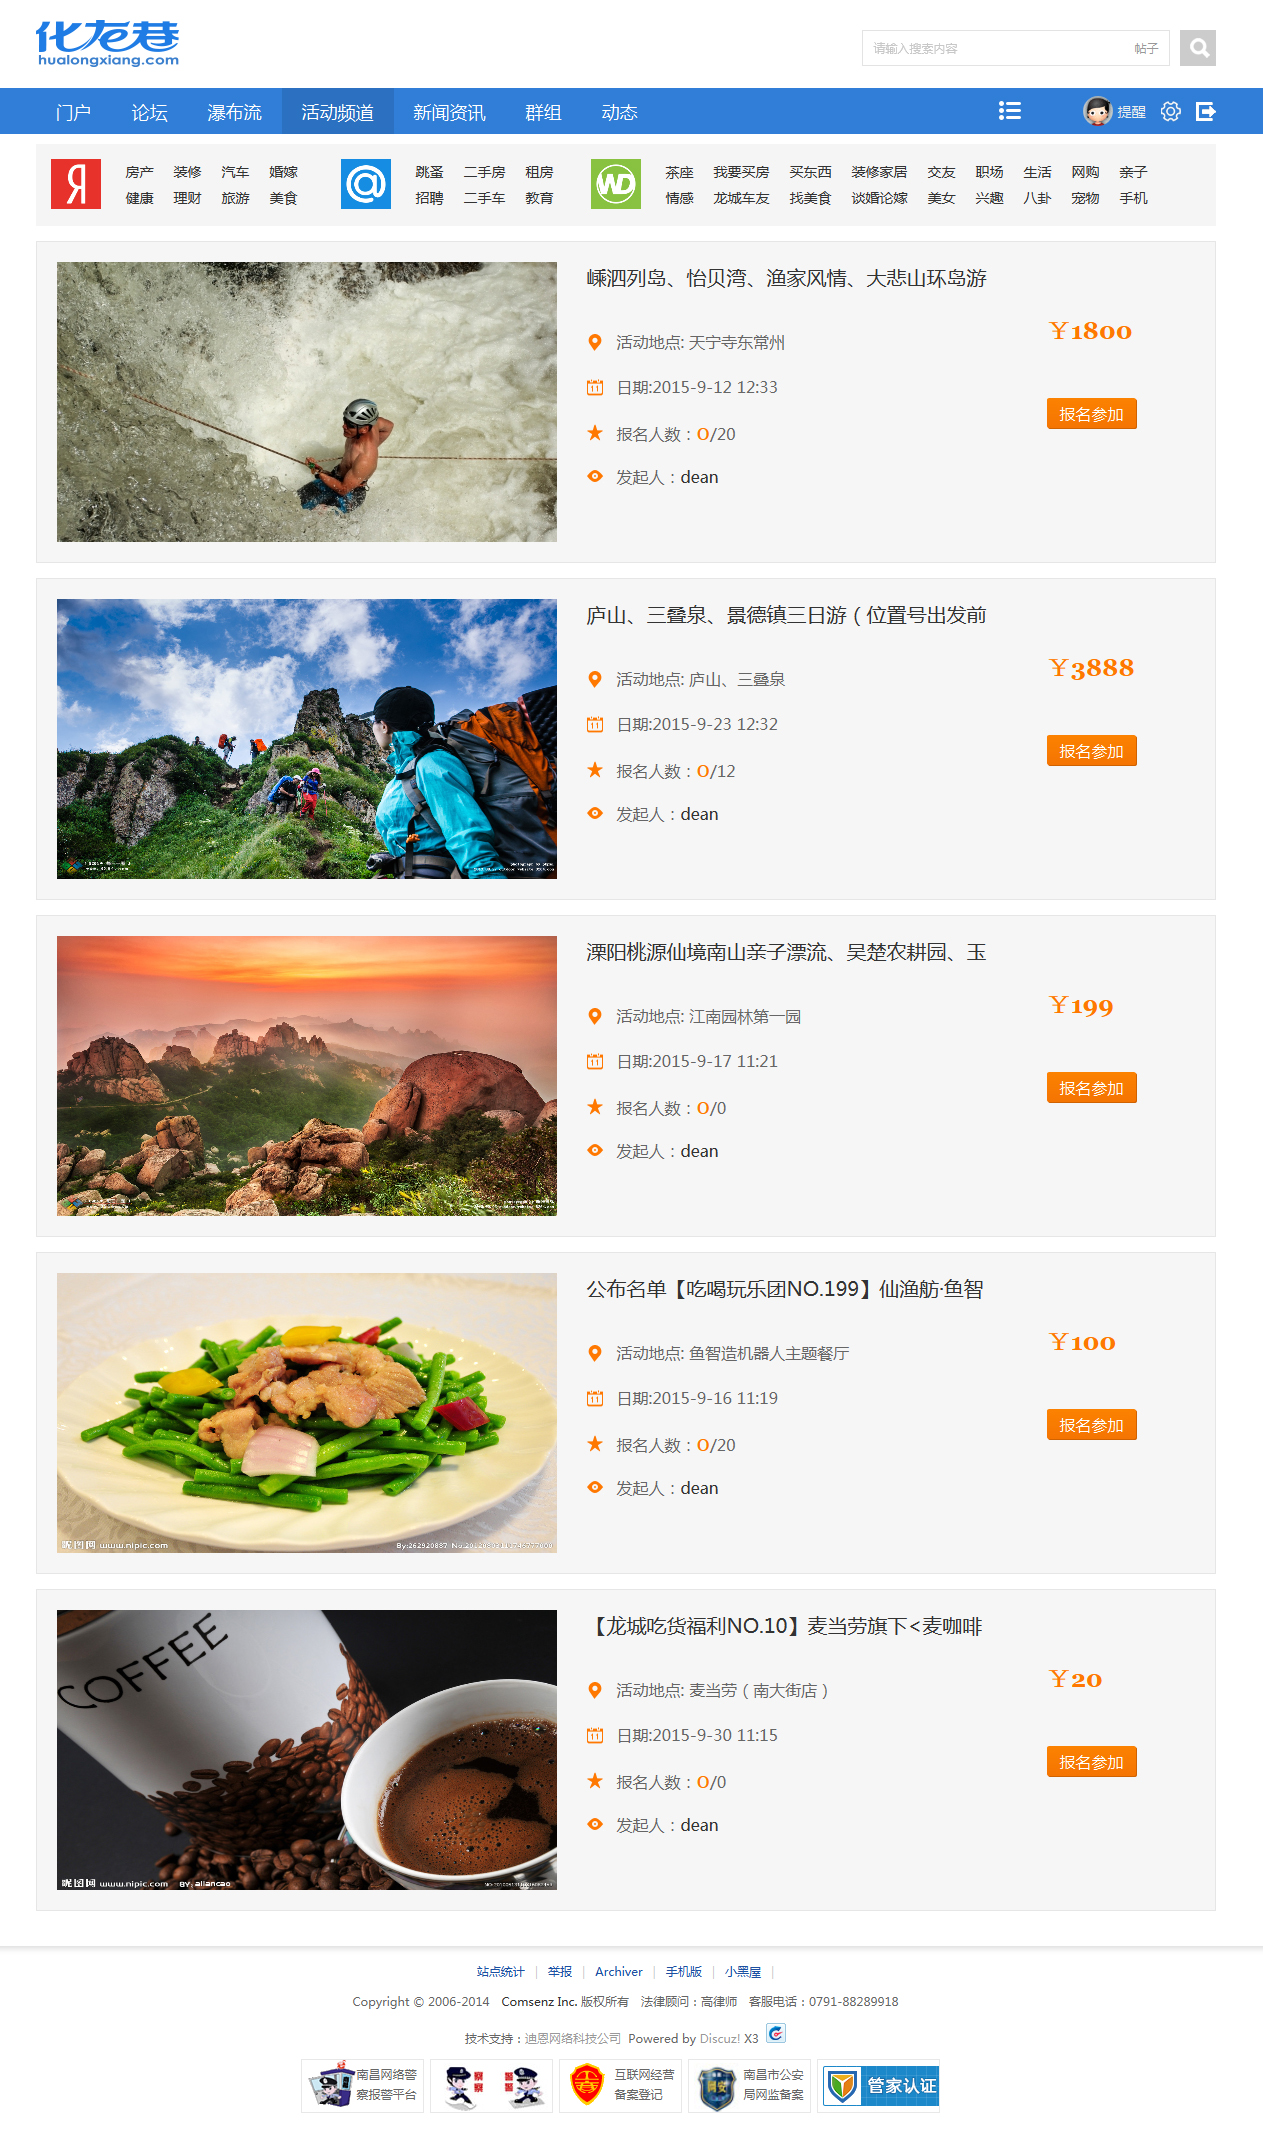 化龙巷
hualongxiang.com
请输入搜索内容 帖子
门户 论坛 瀑布流 活动频道 新闻资讯 群组 动态 提醒
房产 装修 汽车 婚嫁 跳蚤 二手房 租房 茶座 我要买房 买东西 装修家居 交友 职场 生活 网购 亲子
健康 理财 旅游 美食 招聘 二手车 教育 情感 龙城车友 找美食 谈婚论嫁 美女 兴趣 八卦 宠物 手机
嵊泗列岛、怡贝湾、渔家风情、大悲山环岛游
¥1800
活动地点: 天宁寺东常州
日期:2015-9-12 12:33
报名参加
报名人数：0/20
发起人：dean
庐山、三叠泉、景德镇三日游（位置号出发前
¥3888
活动地点: 庐山、三叠泉
日期:2015-9-23 12:32
报名参加
报名人数：0/12
发起人：dean
溧阳桃源仙境南山亲子漂流、吴楚农耕园、玉
¥199
活动地点: 江南园林第一园
日期:2015-9-17 11:21
报名参加
报名人数：0/0
发起人：dean
公布名单【吃喝玩乐团NO.199】仙渔舫·鱼智
¥100
活动地点: 鱼智造机器人主题餐厅
日期:2015-9-16 11:19
报名参加
报名人数：0/20
发起人：dean
昵图网 www.nipic.com
【龙城吃货福利NO.10】麦当劳旗下<麦咖啡
COFFEE
¥20
活动地点: 麦当劳（南大街店）
日期:2015-9-30 11:15
报名参加
报名人数：0/0
发起人：dean
昵图网 www.nipic.com By: allancao
站点统计 | 举报 | Archiver | 手机版 | 小黑屋 |
Copyright © 2006-2014 Comsenz Inc. 版权所有 法律顾问：高律师 客服电话：0791-88289918
技术支持：迪恩网络科技公司 Powered by Discuz! X3
南昌网络警 互联网经营 南昌市公安
察报警平台 备案登记 局网监备案
管家认证